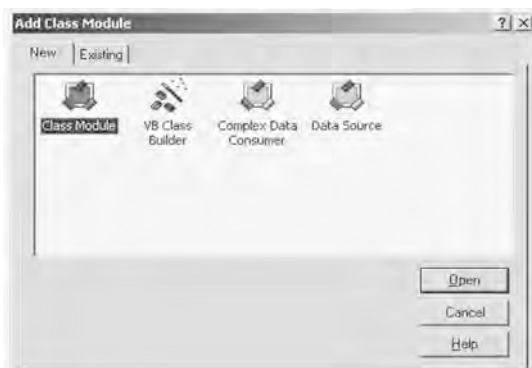 Add Class Module
? ×
New Existing
Class Module VB Class Builder Complex Data Consumer Data Source
Open
Cancel
Help